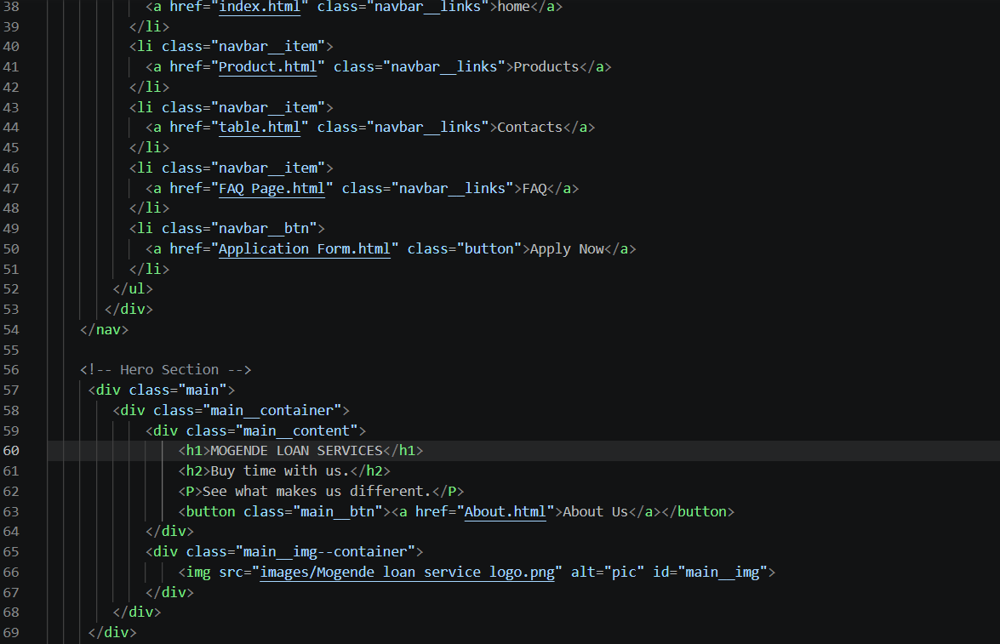 38 <a href="index.html" class="navbar__links">home</a>
39 </li>
40 <li class="navbar__item">
41 <a href="Product.html" class="navbar__links">Products</a>
42 </li>
43 <li class="navbar__item">
44 <a href="table.html" class="navbar__links">Contacts</a>
45 </li>
46 <li class="navbar__item">
47 <a href="FAQ Page.html" class="navbar__links">FAQ</a>
48 </li>
49 <li class="navbar__btn">
50 <a href="Application Form.html" class="button">Apply Now</a>
51 </li>
52 </ul>
53 </div>
54 </nav>
55
56 <!-- Hero Section -->
57 <div class="main">
58 <div class="main__container">
59 <div class="main__content">
60 <h1>MOGENDE LOAN SERVICES</h1>
61 <h2>Buy time with us.</h2>
62 <P>See what makes us different.</P>
63 <button class="main__btn"><a href="About.html">About Us</a></button>
64 </div>
65 <div class="main__img--container">
66 <img src="images/Mogende loan service logo.png" alt="pic" id="main__img">
67 </div>
68 </div>
69 </div>